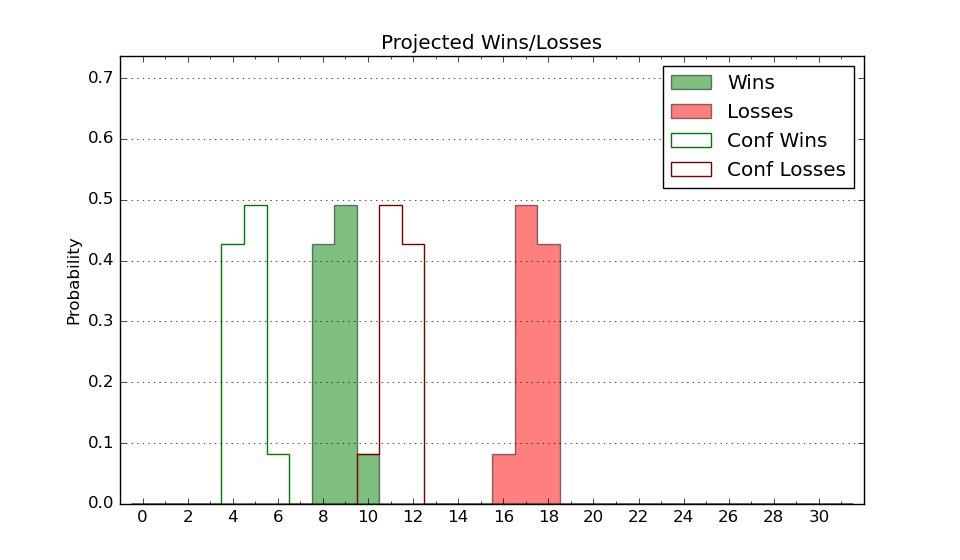 Projected Wins/Losses
0.7
0.6
0.5
0.4
0.3
0.2
0.1
0.0
Probability
Wins
Losses
Conf Wins
Conf Losses
0 2 4 6 8 10 12 14 16 18 20 22 24 26 28 30